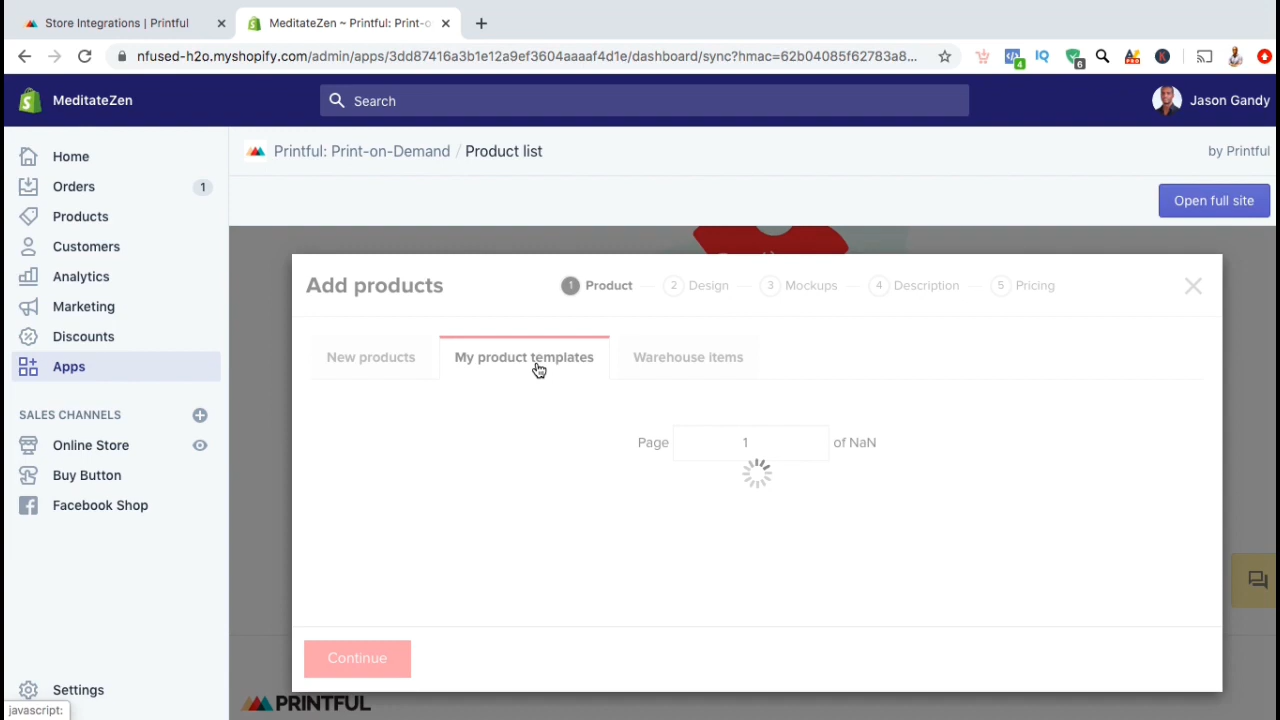 Store Integrations | Printful
MeditateZen ~ Printful: Print-o
nfused-h2o.myshopify.com/admin/apps/3dd87416a3b1e12a9ef3604aaaaf4d1e/dashboard/sync?hmac=62b04085f62783a8...
4
IQ
6
MeditateZen
Search
Jason Gandy
Home
Orders
1
Products
Customers
Analytics
Marketing
Discounts
Apps
SALES CHANNELS
Online Store
Buy Button
Facebook Shop
Settings
javascript:
Printful: Print-on-Demand / Product list
by Printful
Open full site
Add products
1 Product
2 Design
3 Mockups
4 Description
5 Pricing
New products
My product templates
Warehouse items
Page 1 of NaN
Continue
PRINTFUL